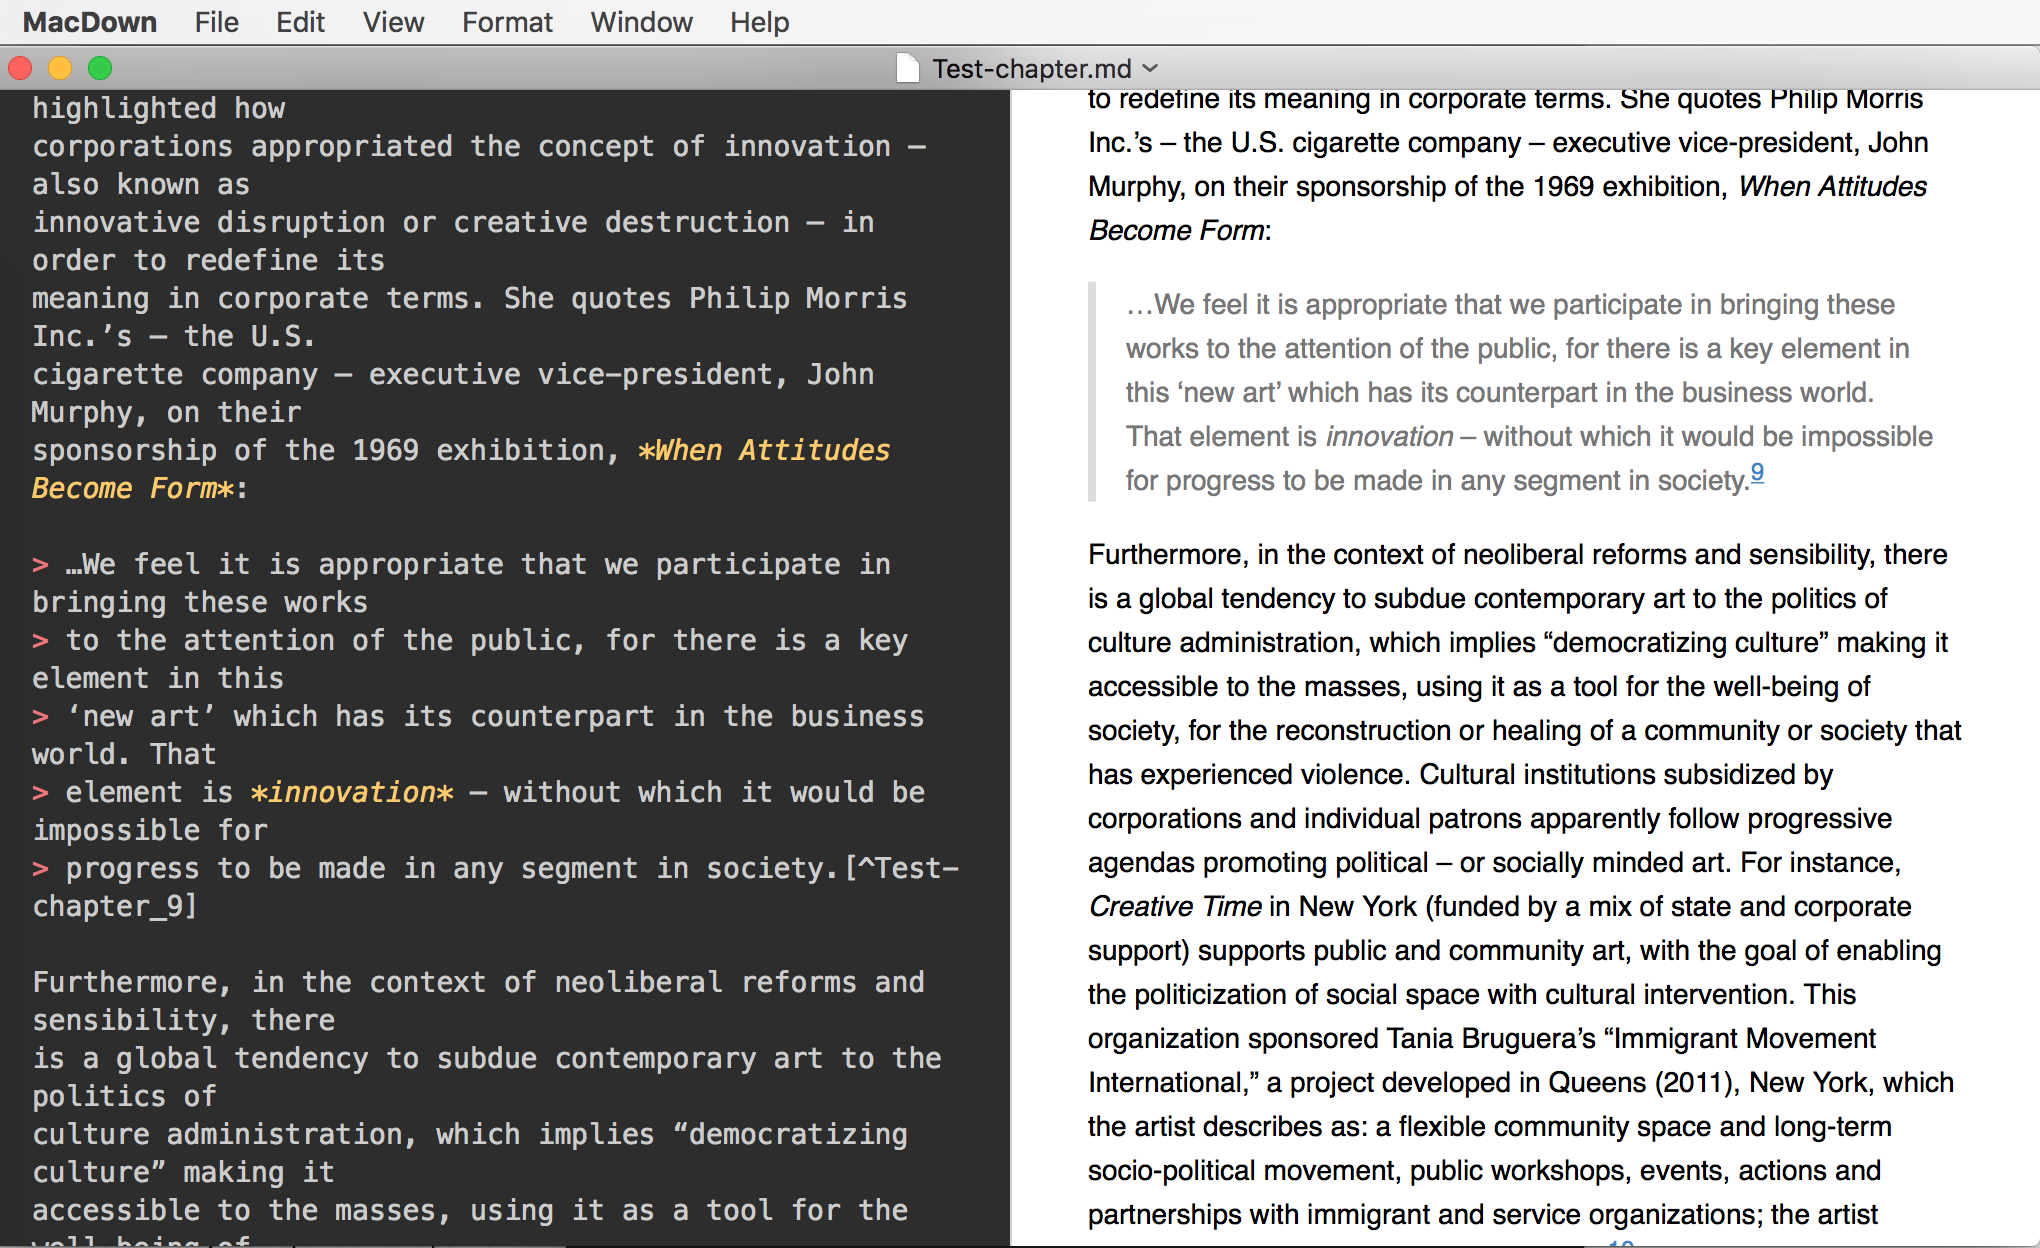 MacDown File Edit View Format Window Help
Test-chapter.md
highlighted how
corporations appropriated the concept of innovation –
also known as
innovative disruption or creative destruction – in
order to redefine its
meaning in corporate terms. She quotes Philip Morris
Inc.’s – the U.S.
cigarette company – executive vice-president, John
Murphy, on their
sponsorship of the 1969 exhibition, *When Attitudes
Become Form*:
> …We feel it is appropriate that we participate in
bringing these works
> to the attention of the public, for there is a key
element in this
> ‘new art’ which has its counterpart in the business
world. That
> element is *innovation* – without which it would be
impossible for
> progress to be made in any segment in society.[^Test-
chapter_9]
Furthermore, in the context of neoliberal reforms and
sensibility, there
is a global tendency to subdue contemporary art to the
politics of
culture administration, which implies “democratizing
culture” making it
accessible to the masses, using it as a tool for the
well-being of
to redefine its meaning in corporate terms. She quotes Philip Morris
Inc.’s – the U.S. cigarette company – executive vice-president, John
Murphy, on their sponsorship of the 1969 exhibition, When Attitudes
Become Form:
…We feel it is appropriate that we participate in bringing these
works to the attention of the public, for there is a key element in
this ‘new art’ which has its counterpart in the business world.
That element is innovation – without which it would be impossible
for progress to be made in any segment in society.9
Furthermore, in the context of neoliberal reforms and sensibility, there
is a global tendency to subdue contemporary art to the politics of
culture administration, which implies “democratizing culture” making it
accessible to the masses, using it as a tool for the well-being of
society, for the reconstruction or healing of a community or society that
has experienced violence. Cultural institutions subsidized by
corporations and individual patrons apparently follow progressive
agendas promoting political – or socially minded art. For instance,
Creative Time in New York (funded by a mix of state and corporate
support) supports public and community art, with the goal of enabling
the politicization of social space with cultural intervention. This
organization sponsored Tania Bruguera’s “Immigrant Movement
International,” a project developed in Queens (2011), New York, which
the artist describes as: a flexible community space and long-term
socio-political movement, public workshops, events, actions and
partnerships with immigrant and service organizations; the artist